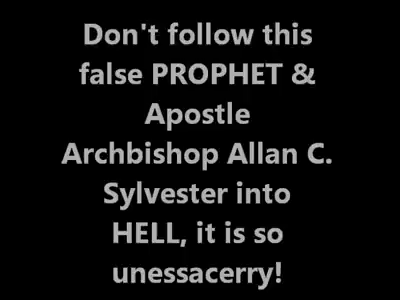 Don't follow this
false PROPHET &
Apostle
Archbishop Allan C.
Sylvester into
HELL, it is so
unessacerry!